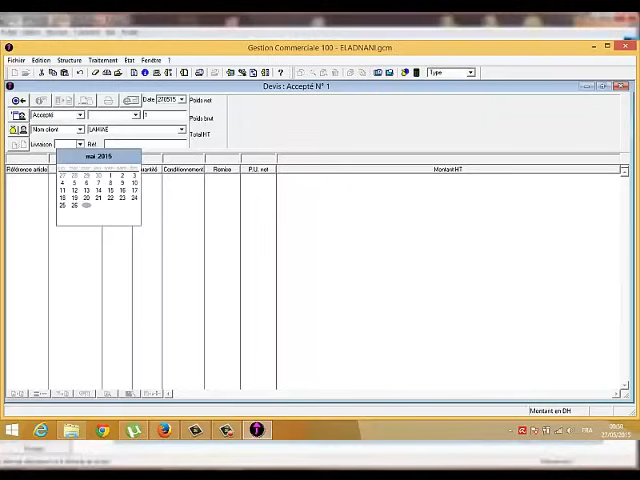 Gestion Commerciale 100 - ELADNANI.gcm
Fichier Edition Structure Traitement Etat Fenêtre ?
Type
Devis : Accepté N° 1
Date 270515 Poids net
Accepté 1 Poids brut
Nom client LAMINE Total HT
Livraison Réf.
mai 2015
27 28 29 30 1 2 3
4 5 6 7 8 9 10
11 12 13 14 15 16 17
18 19 20 21 22 23 24
25 26
Référence article Conditionnement Remise P.U. net Montant HT
Montant en DH
FRA
00:50
27/05/2015